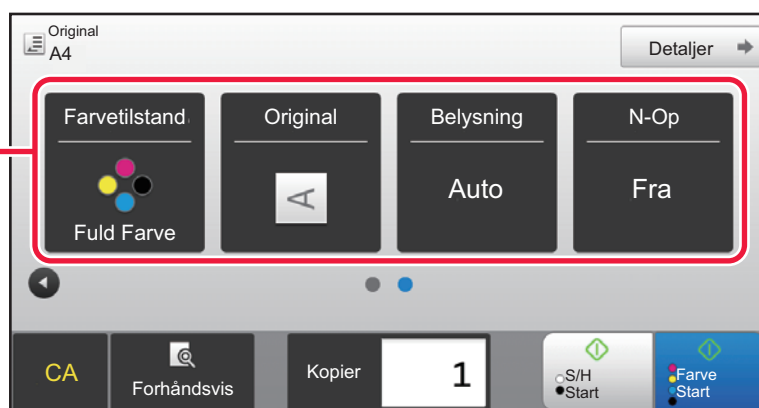 Original
A4
Detaljer
Farvetilstand
Original
Belysning
N-Op
A
Auto
Fra
Fuld Farve
CA
Forhåndsvis
Kopier
1
S/H
Start
Farve
Start